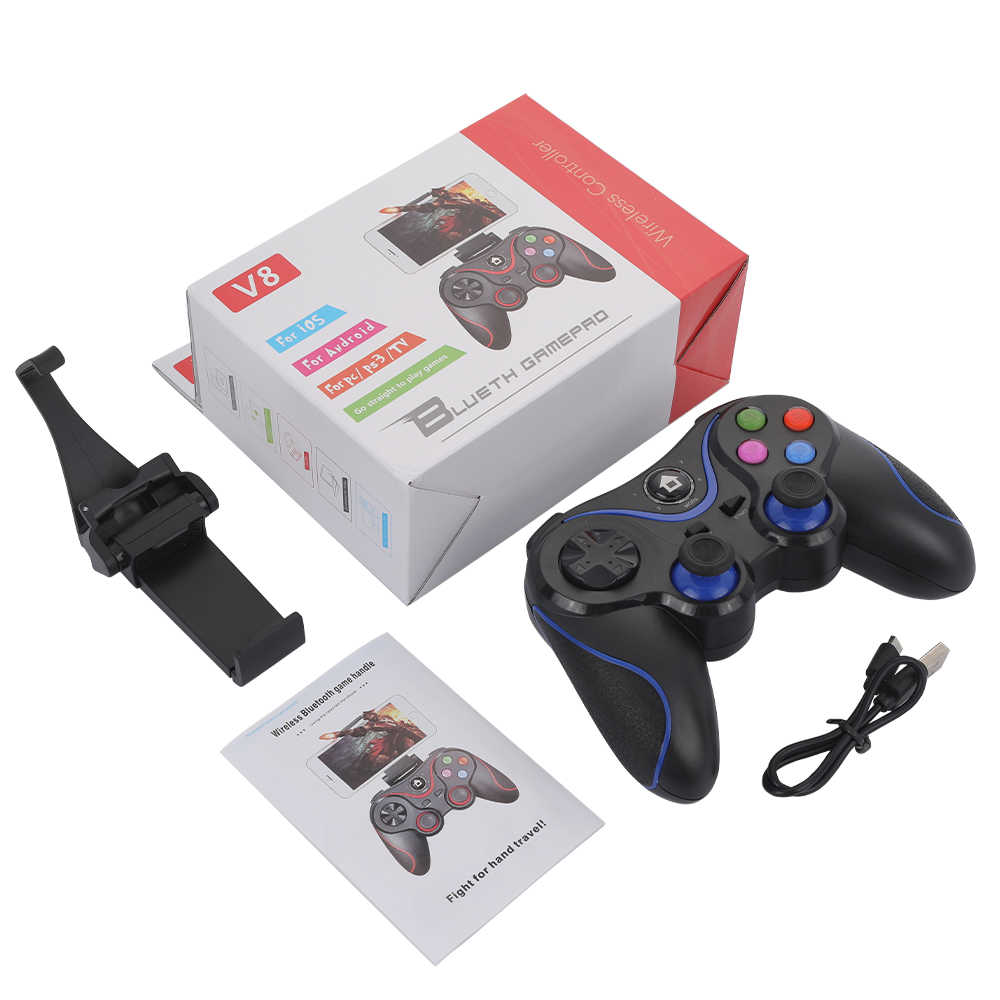 Wireless Controller
V8
For iOS
For Android
For pc/ps3/TV
Go straight to play games
BLUETH GAMEPRO
Wireless Bluetooth game handle
Fight for hand travel!